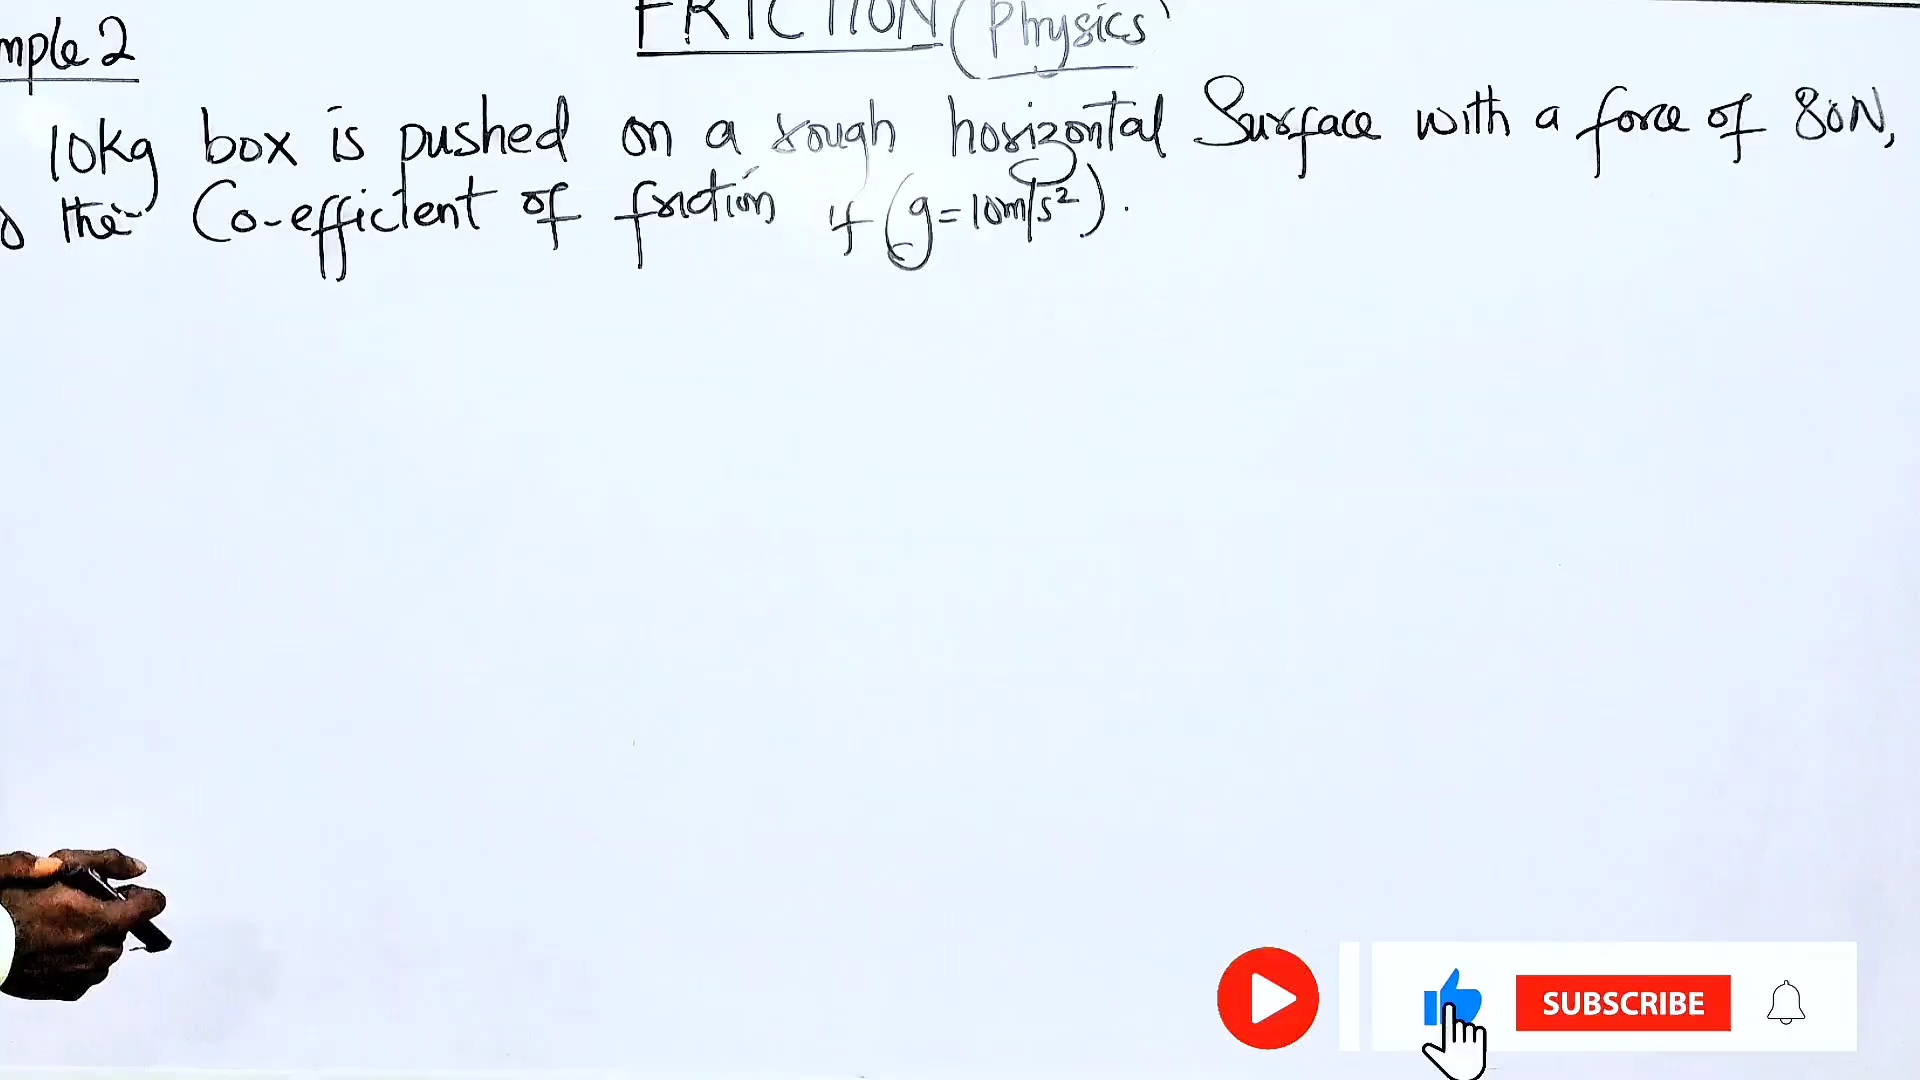 FRICTION (Physics)
mple 2
10kg box is pushed on a rough horizontal Surface with a force of 80N,
the Co-efficient of friction if (g=10m/s²).
SUBSCRIBE